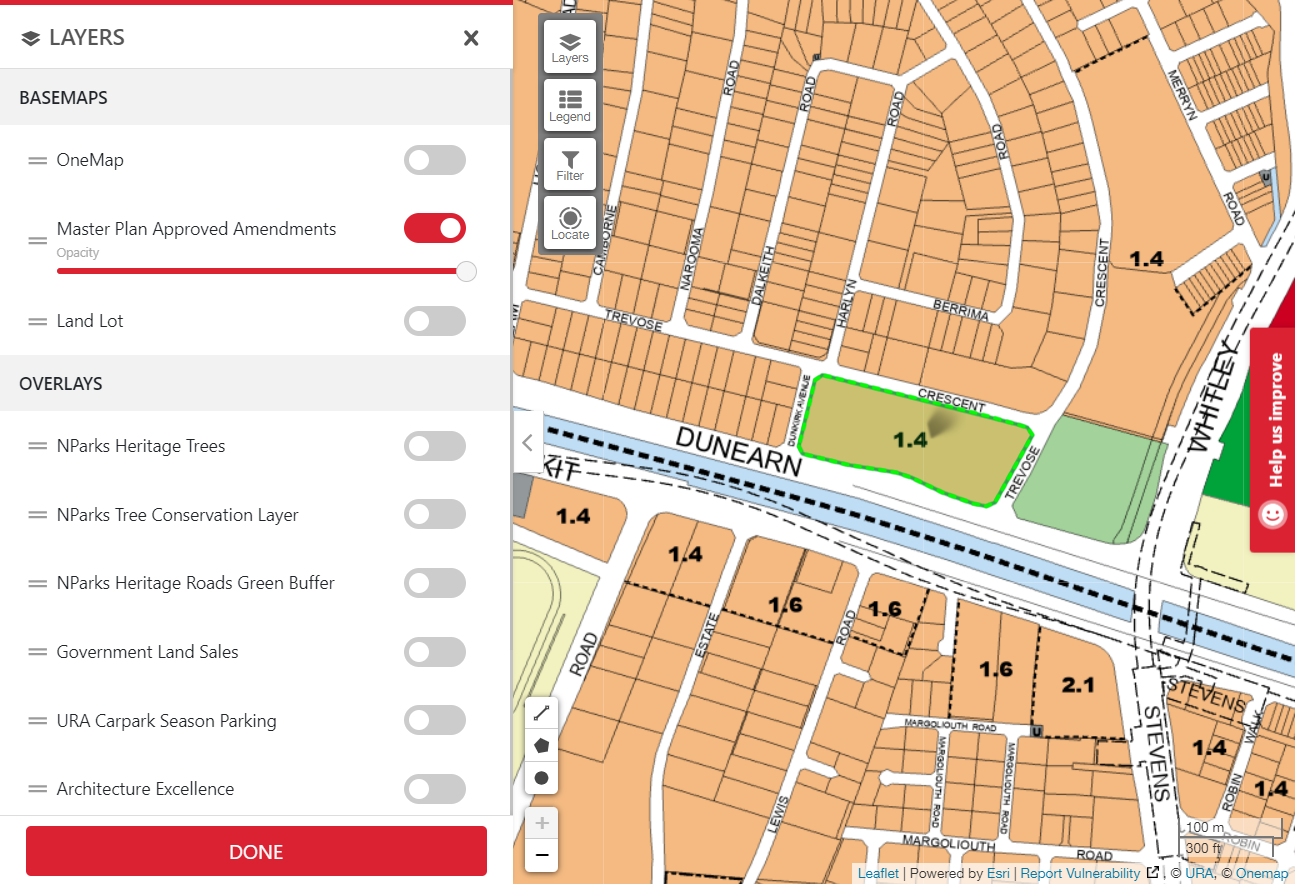 LAYERS
BASEMAPS
OneMap
Master Plan Approved Amendments
Opacity
Land Lot
OVERLAYS
NParks Heritage Trees
NParks Tree Conservation Layer
NParks Heritage Roads Green Buffer
Government Land Sales
URA Carpark Season Parking
Architecture Excellence
DONE
Layers
Legend
Filter
Locate
ROAD
ROAD
ROAD
ROAD
MERRYN
ROAD
U
CAMBORNE
NAROOMA
DALKEITH
HARLYN
BERRIMA
CRESCENT
1.4
TREVOSE
DUNKIRK AVENUE
CRESCENT
1.4
TREVOSE
WHITLEY
Help us improve
DUNEARN
KIT
1.4
1.4
1.6
1.6
1.6
2.1
ROAD
ESTATE
ROAD
LEWIS
MARGOLIOUTH ROAD
U
MARGOLIOUTH ROAD
MARGOLIOUTH ROAD
MARGOLIOUTH
ROAD
STEVENS
STEVENS
WALK
ROBIN
1.4
1.4
ROBIN
100 m
300 ft
Leaflet | Powered by Esri | Report Vulnerability , © URA, © Onemap